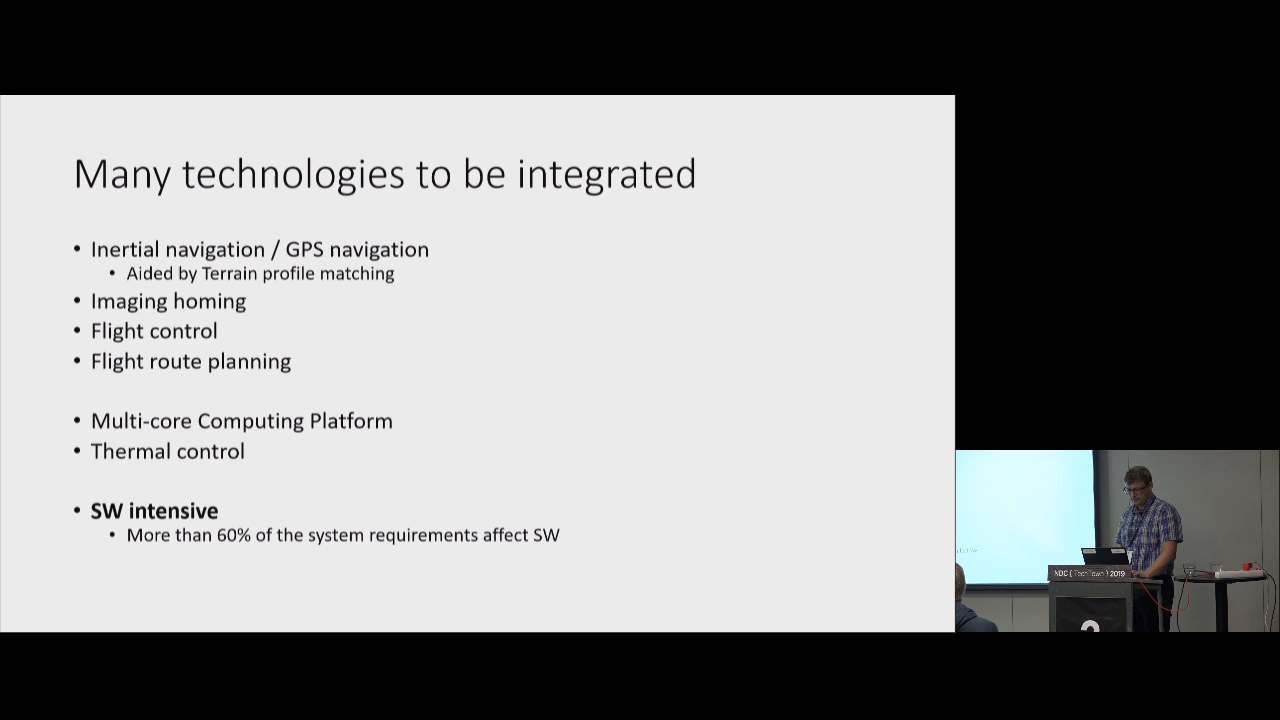 Many technologies to be integrated
• Inertial navigation / GPS navigation
• Aided by Terrain profile matching
• Imaging homing
• Flight control
• Flight route planning
• Multi-core Computing Platform
• Thermal control
• SW intensive
• More than 60% of the system requirements affect SW
NDC { TechTown } 2019
2